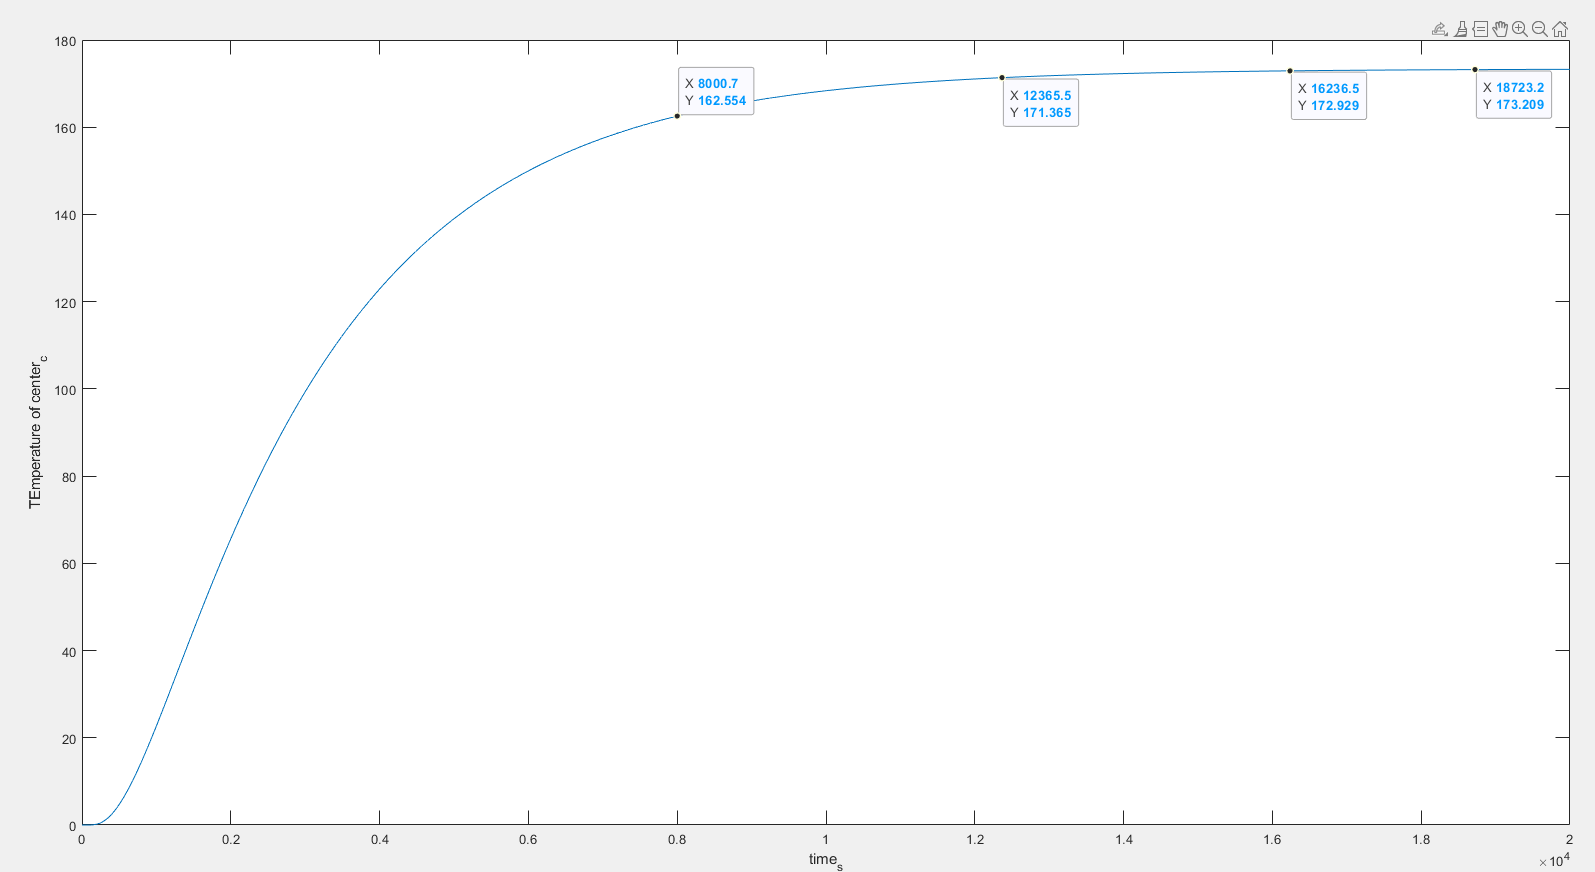 180
160
140
120
100
80
60
40
20
0
TEmperature of center_c
X 8000.7
Y 162.554
X 12365.5
Y 171.365
X 16236.5
Y 172.929
X 18723.2
Y 173.209
0 0.2 0.4 0.6 0.8 1 1.2 1.4 1.6 1.8 2
×10^4
time_s